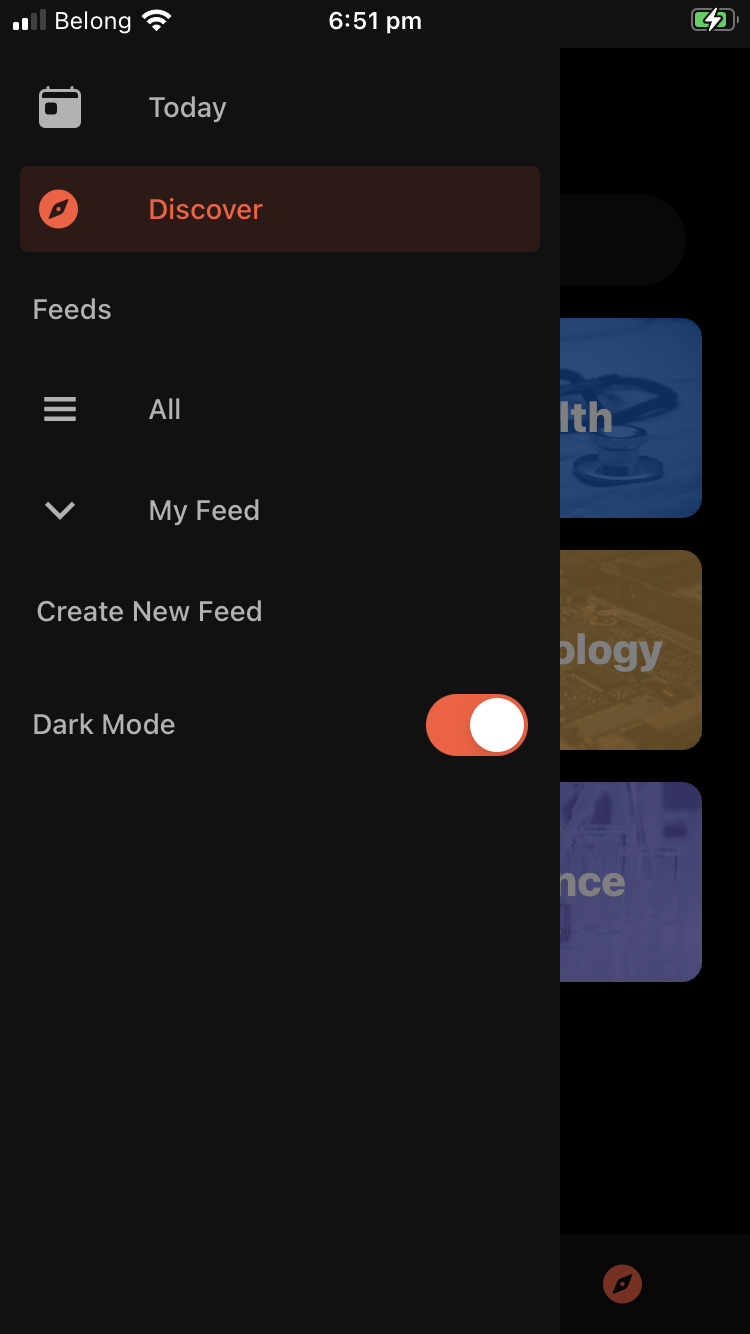 Belong 6:51 pm
Today
Discover
Feeds
All
My Feed
Create New Feed
Dark Mode
lth
ology
nce